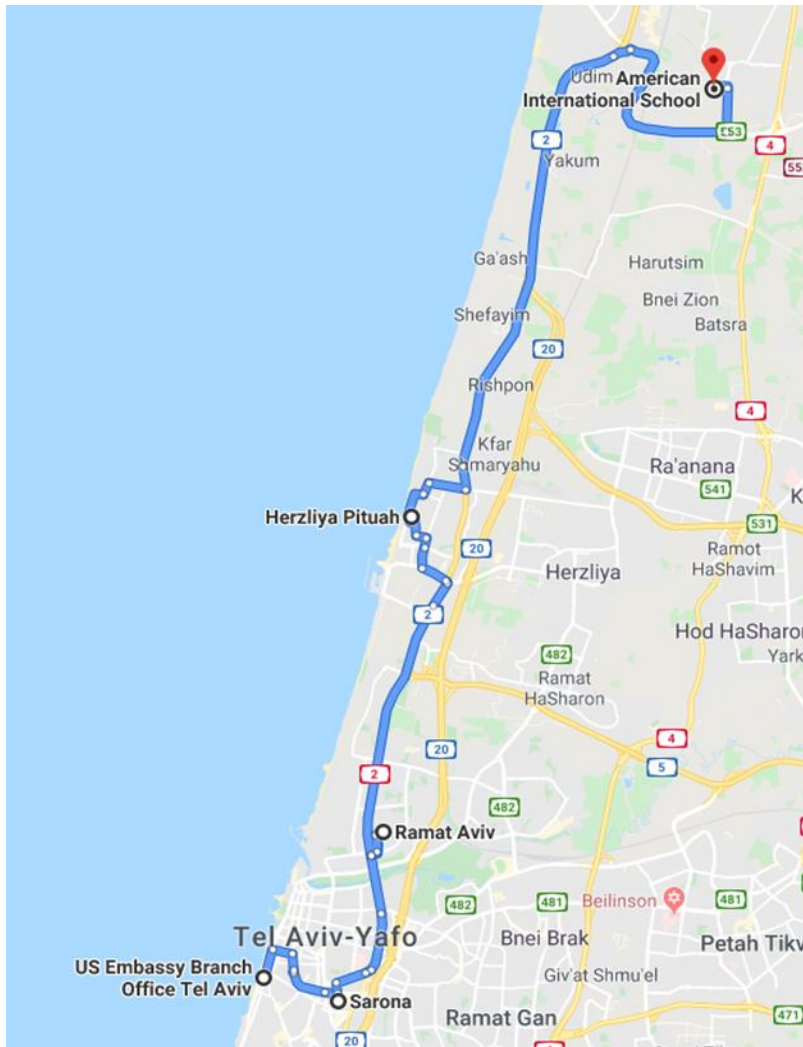 Udim
American
International School
2
553
4
Yakum
Ga'ash
Harutsim
Bnei Zion
Shefayim
Batsra
20
Rishpon
4
Kfar
Shmaryahu
Ra'anana
541
Herzliya Pituah
531
20
Ramot
HaShavim
Herzliya
2
Hod HaSharon
482
Yark
Ramat
HaSharon
4
20
5
2
482
Ramat Aviv
Beilinson
481
481
482
Tel Aviv-Yafo
Bnei Brak
Petah Tikv
US Embassy Branch
Office Tel Aviv
Giv'at Shmu'el
Sarona
471
Ramat Gan
20